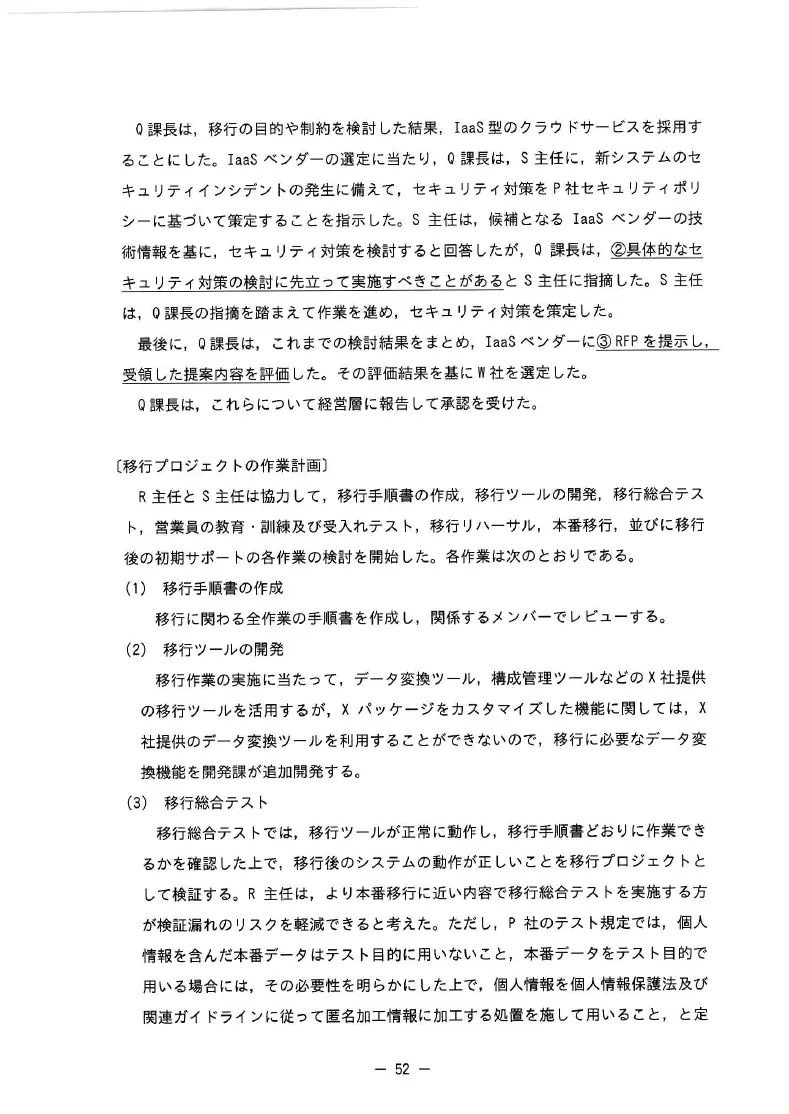 Q課長は，移行の目的や制約を検討した結果，IaaS型のクラウドサービスを採用す
ることにした。IaaS ベンダーの選定に当たり，Q課長は，S主任に，新システムのセ
キュリティインシデントの発生に備えて，セキュリティ対策をP社セキュリティポリ
シーに基づいて策定することを指示した。S 主任は，候補となる IaaS ベンダーの技
術情報を基に，セキュリティ対策を検討すると回答したが，Q 課長は，②具体的なセ
キュリティ対策の検討に先立って実施すべきことがあるとS主任に指摘した。S主任
は，Q課長の指摘を踏まえて作業を進め，セキュリティ対策を策定した。
最後に，Q課長は，これまでの検討結果をまとめ，IaaSベンダーに③RFPを提示し，
受領した提案内容を評価した。その評価結果を基にW社を選定した。
Q課長は，これらについて経営層に報告して承認を受けた。
〔移行プロジェクトの作業計画〕
R主任とS主任は協力して，移行手順書の作成，移行ツールの開発，移行総合テス
ト，営業員の教育・訓練及び受入れテスト，移行リハーサル，本番移行，並びに移行
後の初期サポートの各作業の検討を開始した。各作業は次のとおりである。
(1) 移行手順書の作成
移行に関わる全作業の手順書を作成し，関係するメンバーでレビューする。
(2) 移行ツールの開発
移行作業の実施に当たって，データ変換ツール，構成管理ツールなどのX社提供
の移行ツールを活用するが，X パッケージをカスタマイズした機能に関しては，X
社提供のデータ変換ツールを利用することができないので，移行に必要なデータ変
換機能を開発課が追加開発する。
(3) 移行総合テスト
移行総合テストでは，移行ツールが正常に動作し，移行手順書どおりに作業でき
るかを確認した上で，移行後のシステムの動作が正しいことを移行プロジェクトと
して検証する。R 主任は，より本番移行に近い内容で移行総合テストを実施する方
が検証漏れのリスクを軽減できると考えた。ただし，P 社のテスト規定では，個人
情報を含んだ本番データはテスト目的に用いないこと，本番データをテスト目的で
用いる場合には，その必要性を明らかにした上で，個人情報を個人情報保護法及び
関連ガイドラインに従って匿名加工情報に加工する処置を施して用いること，と定
— 52 —